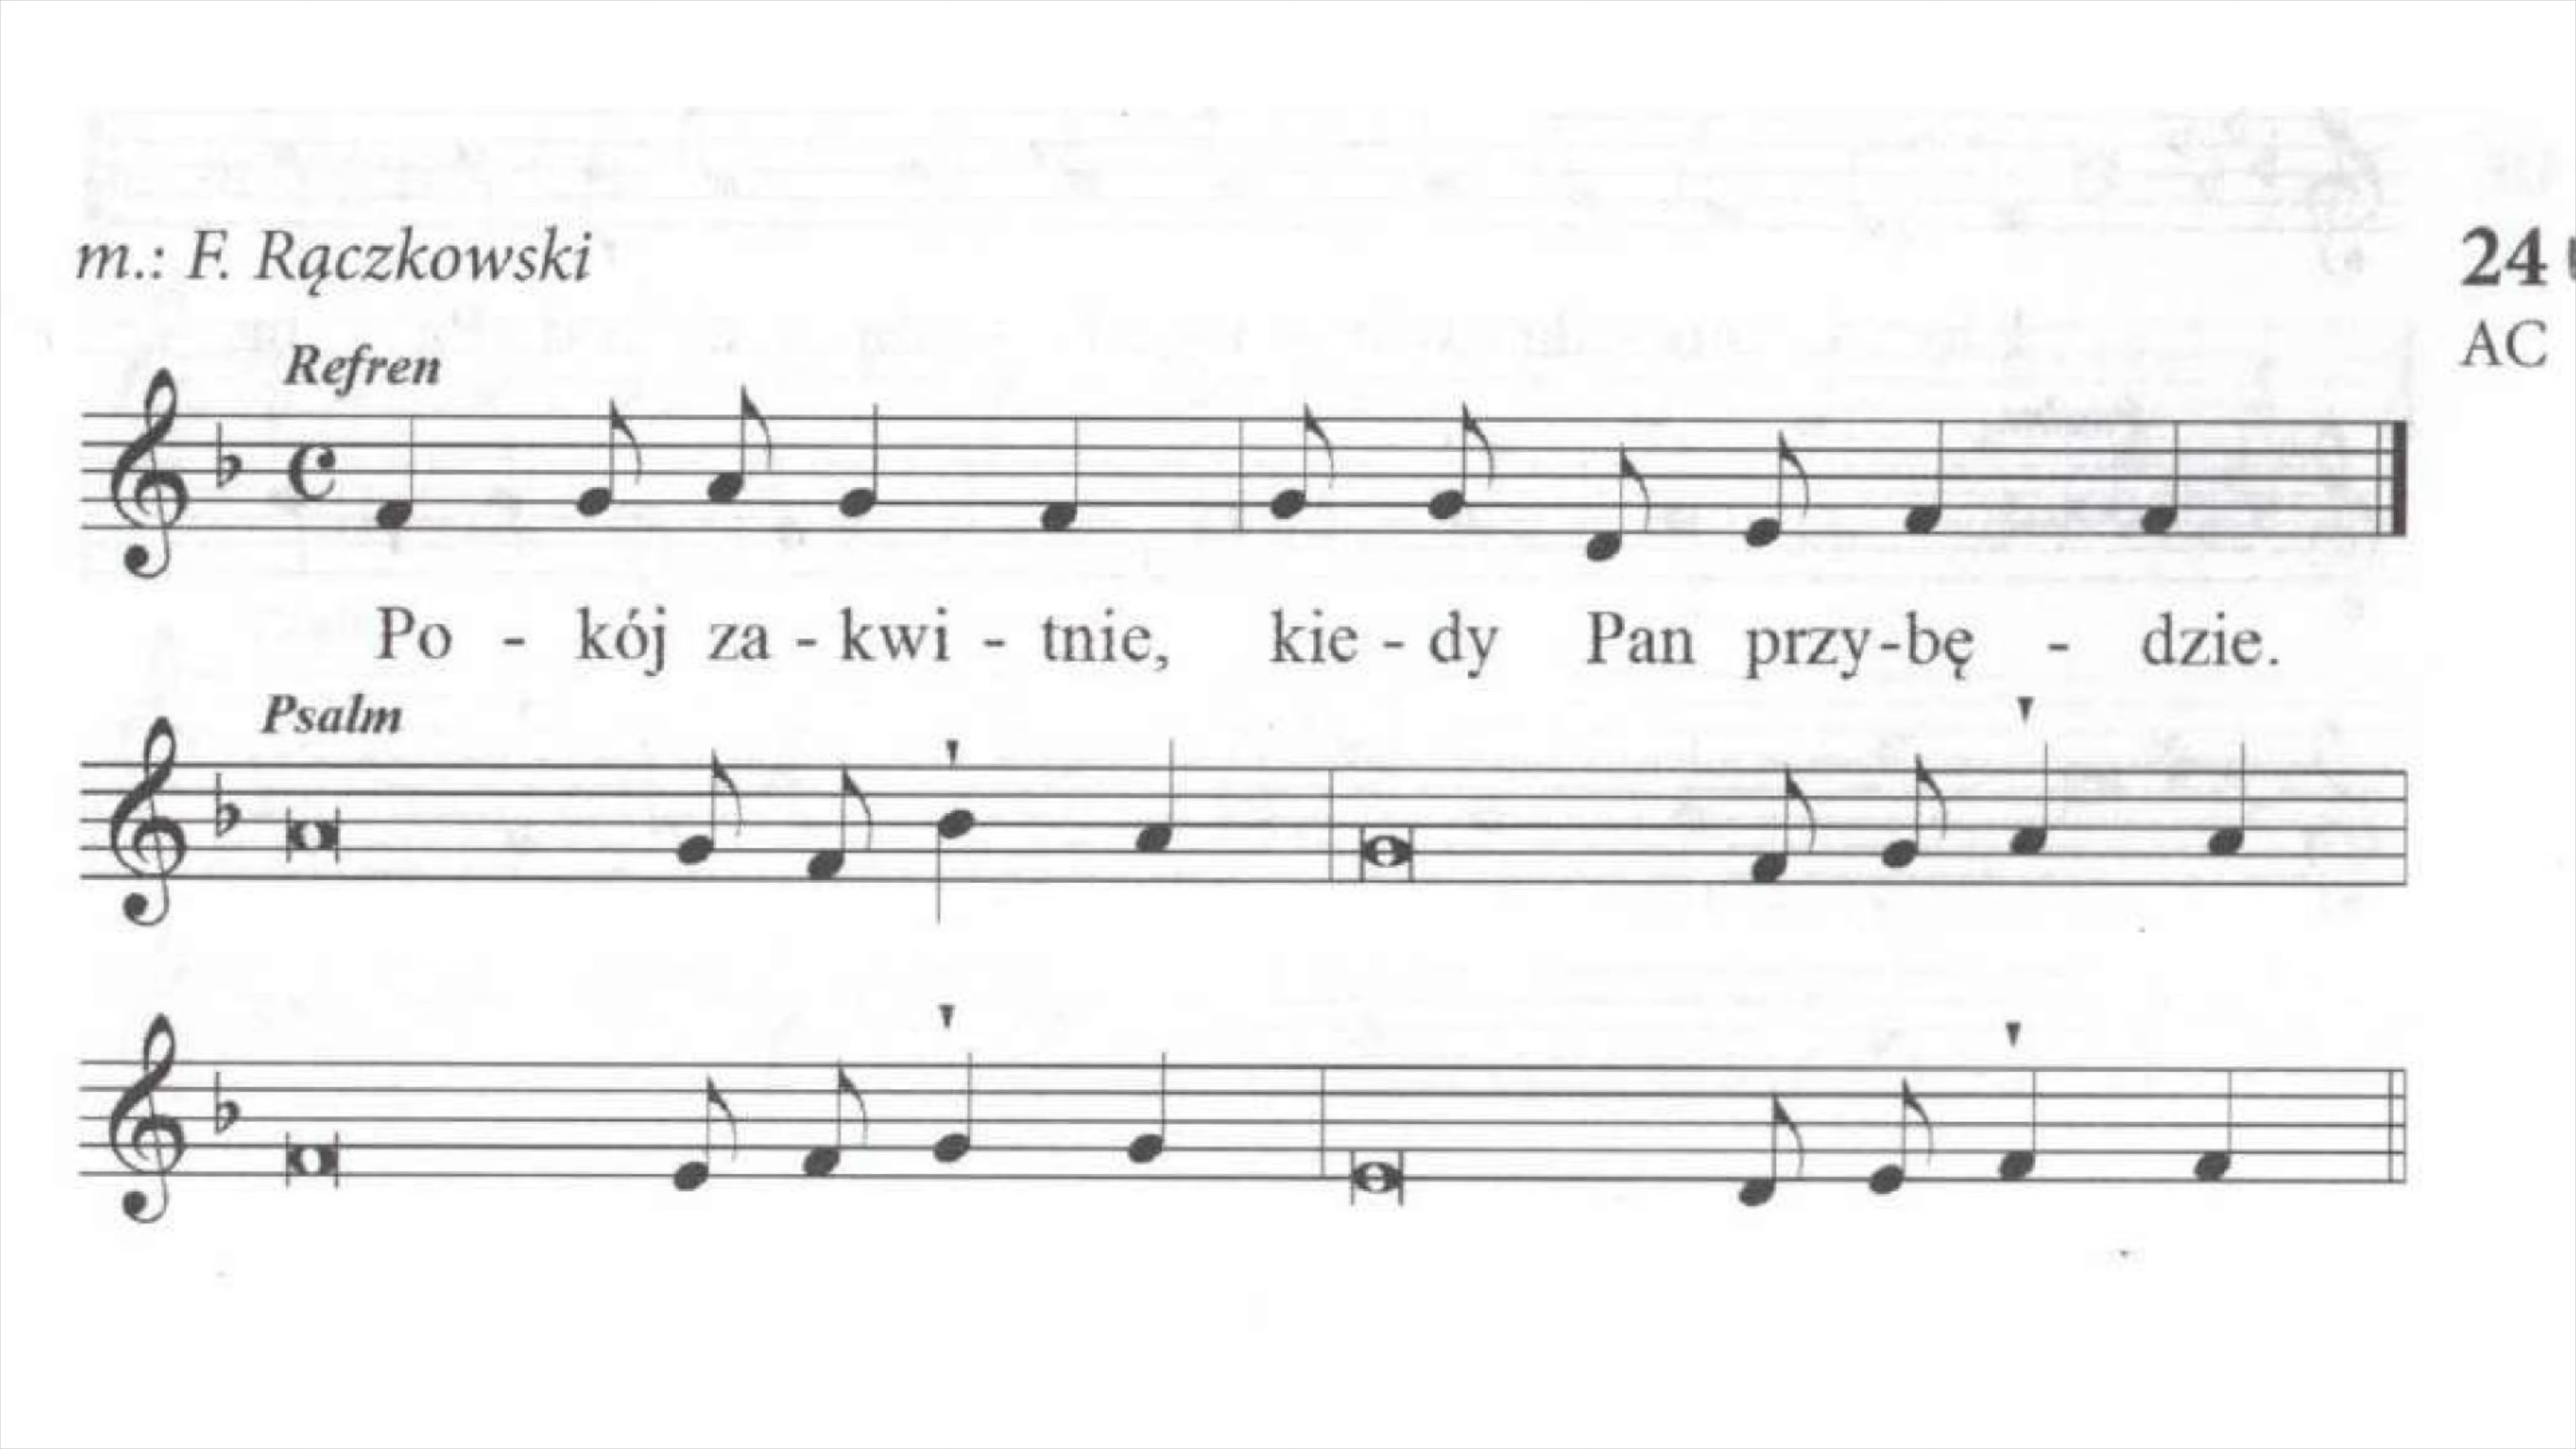 m.: F. Rączkowski
24
AC
Refren
Po - kój za - kwi - tnie, kie - dy Pan przy-bę - dzie.
Psalm